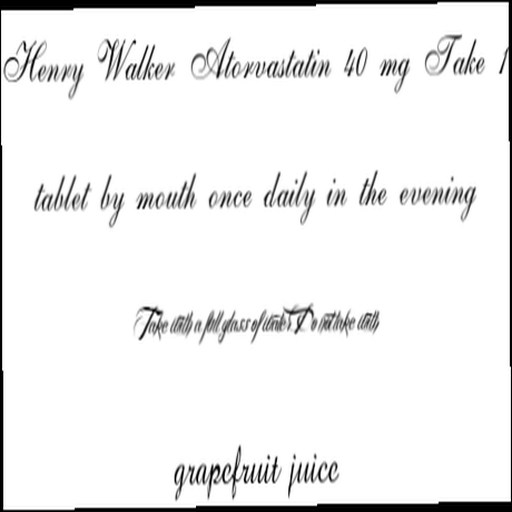 Henry Walker Atorvastatin 40 mg Take 1
tablet by mouth once daily in the evening
Take with a full glass of water Do not take with
grapefruit juice